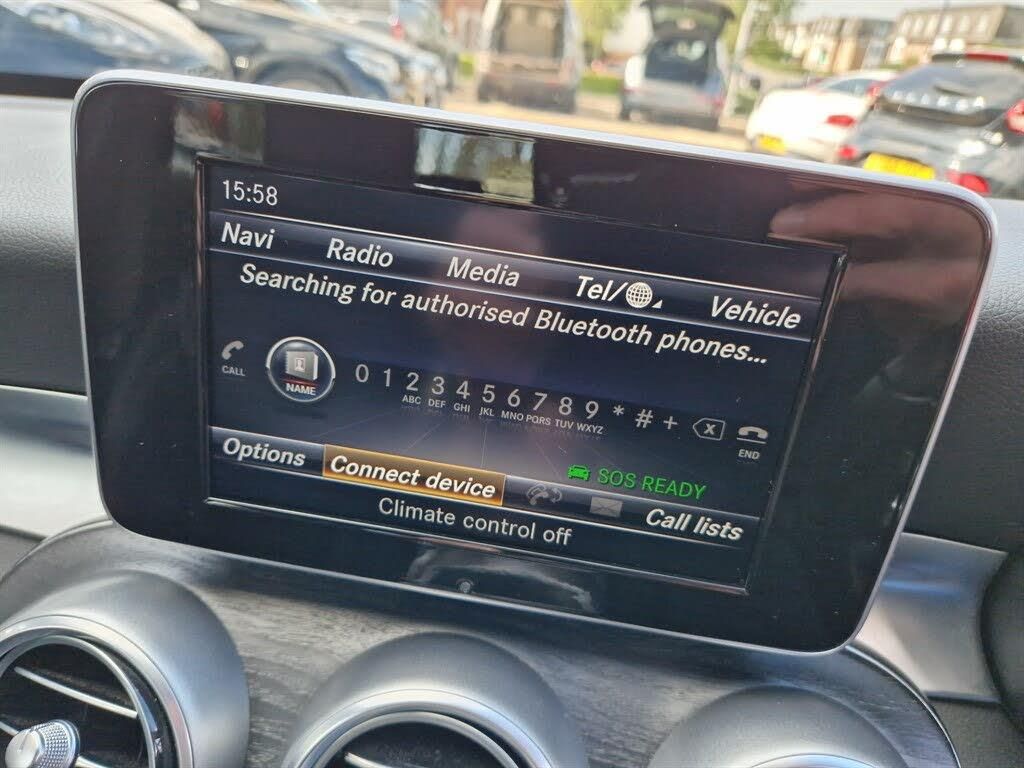 15:58
Navi Radio Media Tel/ Vehicle
Searching for authorised Bluetooth phones...
CALL NAME 0 1 2 3 4 5 6 7 8 9 * # + END
ABC DEF GHI JKL MNO PQRS TUV WXYZ
SOS READY
Options Connect device Call lists
Climate control off